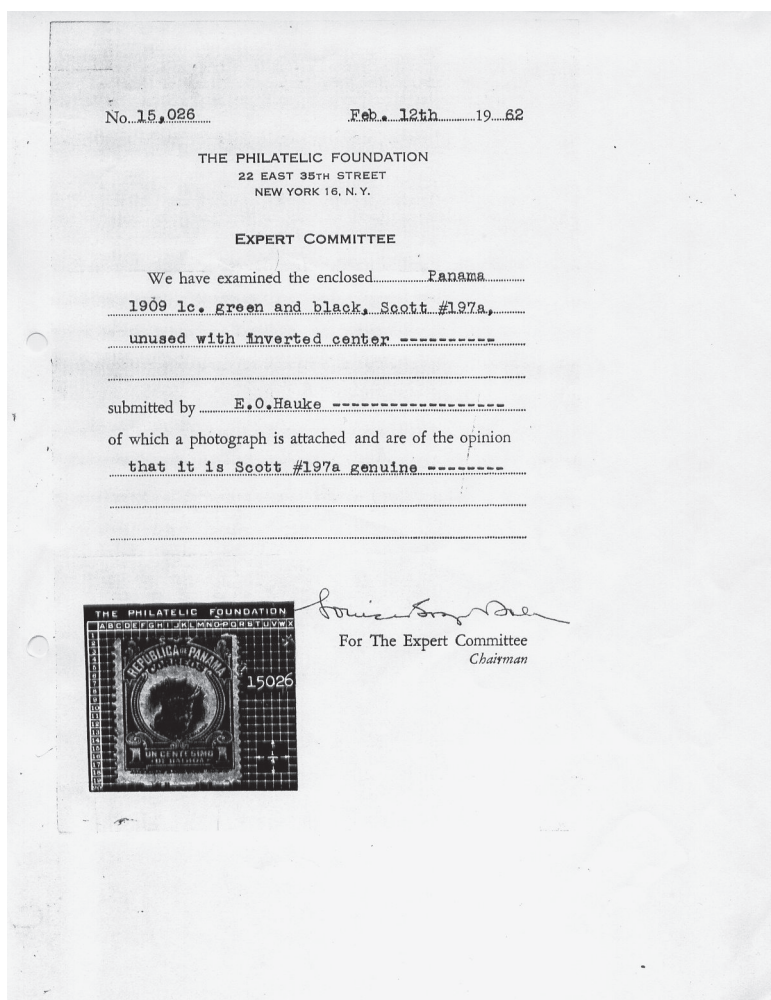 No. 15,026 Feb. 12th 19 62
THE PHILATELIC FOUNDATION
22 EAST 35TH STREET
NEW YORK 16, N.Y.
EXPERT COMMITTEE
We have examined the enclosed Panama
1909 1c. green and black, Scott #197a,
unused with inverted center ----------
submitted by E.O.Hauke ------------------
of which a photograph is attached and are of the opinion
that it is Scott #197a genuine --------
For The Expert Committee
Chairman
THE PHILATELIC FOUNDATION
A B C D E F G H I J K L M N O P Q R S T U V W X
REPUBLICA DE PANAMA
15026
UN CENTESIMO
DE BALBOA